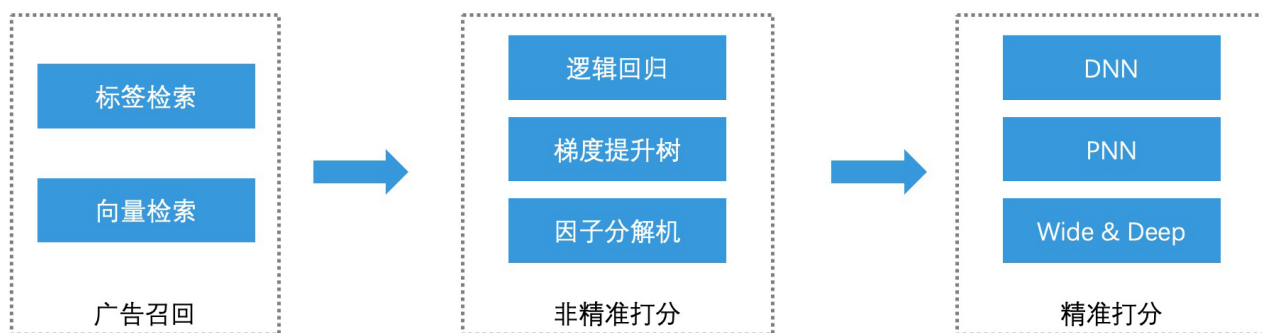 标签检索
向量检索
广告召回
逻辑回归
梯度提升树
因子分解机
非精准打分
DNN
PNN
Wide & Deep
精准打分